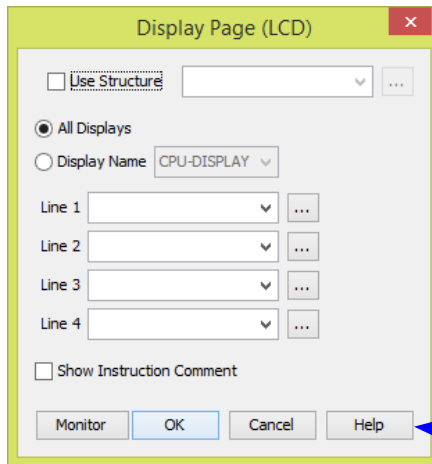 Display Page (LCD)
Use Structure ...
All Displays
Display Name CPU-DISPLAY
Line 1 ...
Line 2 ...
Line 3 ...
Line 4 ...
Show Instruction Comment
Monitor OK Cancel Help